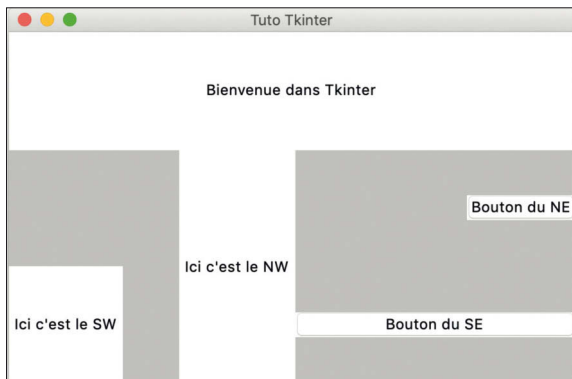 Tuto Tkinter
Bienvenue dans Tkinter
Bouton du NE
Ici c'est le NW
Ici c'est le SW
Bouton du SE